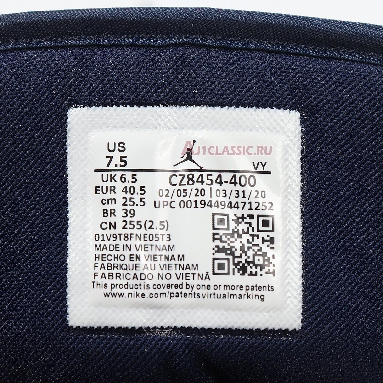 US
7.5
AJ1CLASSIC.RU
VY
UK 6.5
CZ8454-400
EUR 40.5
02/05/20 03/31/20
cm 25.5
UPC 00194494471252
BR 39
CN 255(2.5)
01V9T8FNE05T3
MADE IN VIETNAM
HECHO EN VIETNAM
FABRIQUE AU VIETNAM
FABRICADO NO VIETNÃ
This product is covered by one or more patents
www.nike.com/patentsvirtualmarking